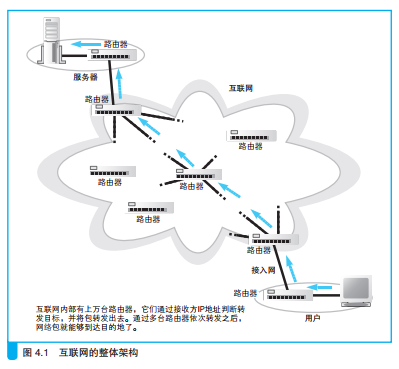 路由器
服务器
路由器
互联网
路由器
路由器
路由器
路由器
路由器
接入网
路由器
用户
互联网内部有上万台路由器，它们通过接收方IP地址判断转
发目标，并将包转发出去。通过多台路由器依次转发之后，
网络包就能够到达目的地了。
图 4.1 互联网的整体架构